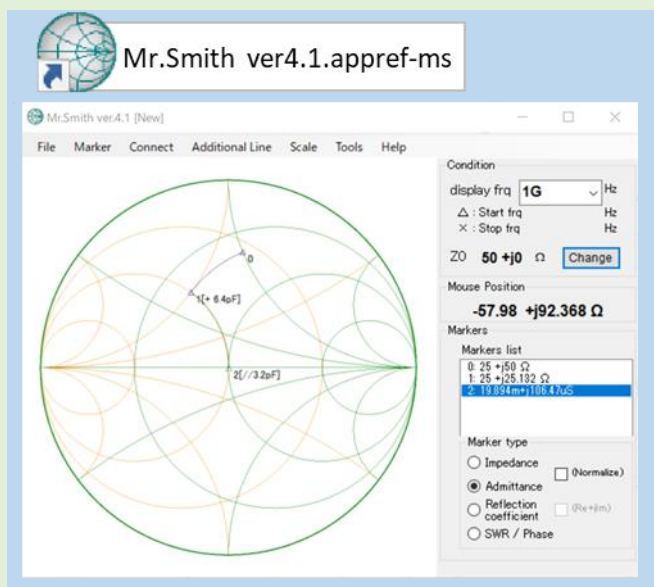 Mr.Smith ver4.1.appref-ms
Mr.Smith ver.4.1 [New]
File Marker Connect Additional Line Scale Tools Help
Condition
display frq 1G Hz
△ : Start frq Hz
× : Stop frq Hz
Z0 50 +j0 Ω Change
Mouse Position
-57.98 +j92.368 Ω
Markers
Markers list
0: 25 +j50 Ω
1: 25 +j25.132 Ω
2: 19.894m+j106.47uS
Marker type
Impedance
(Normalize)
Admittance
Reflection coefficient
(Re+jIm)
SWR / Phase
0
1[+ 6.4pF]
2[//3.2pF]